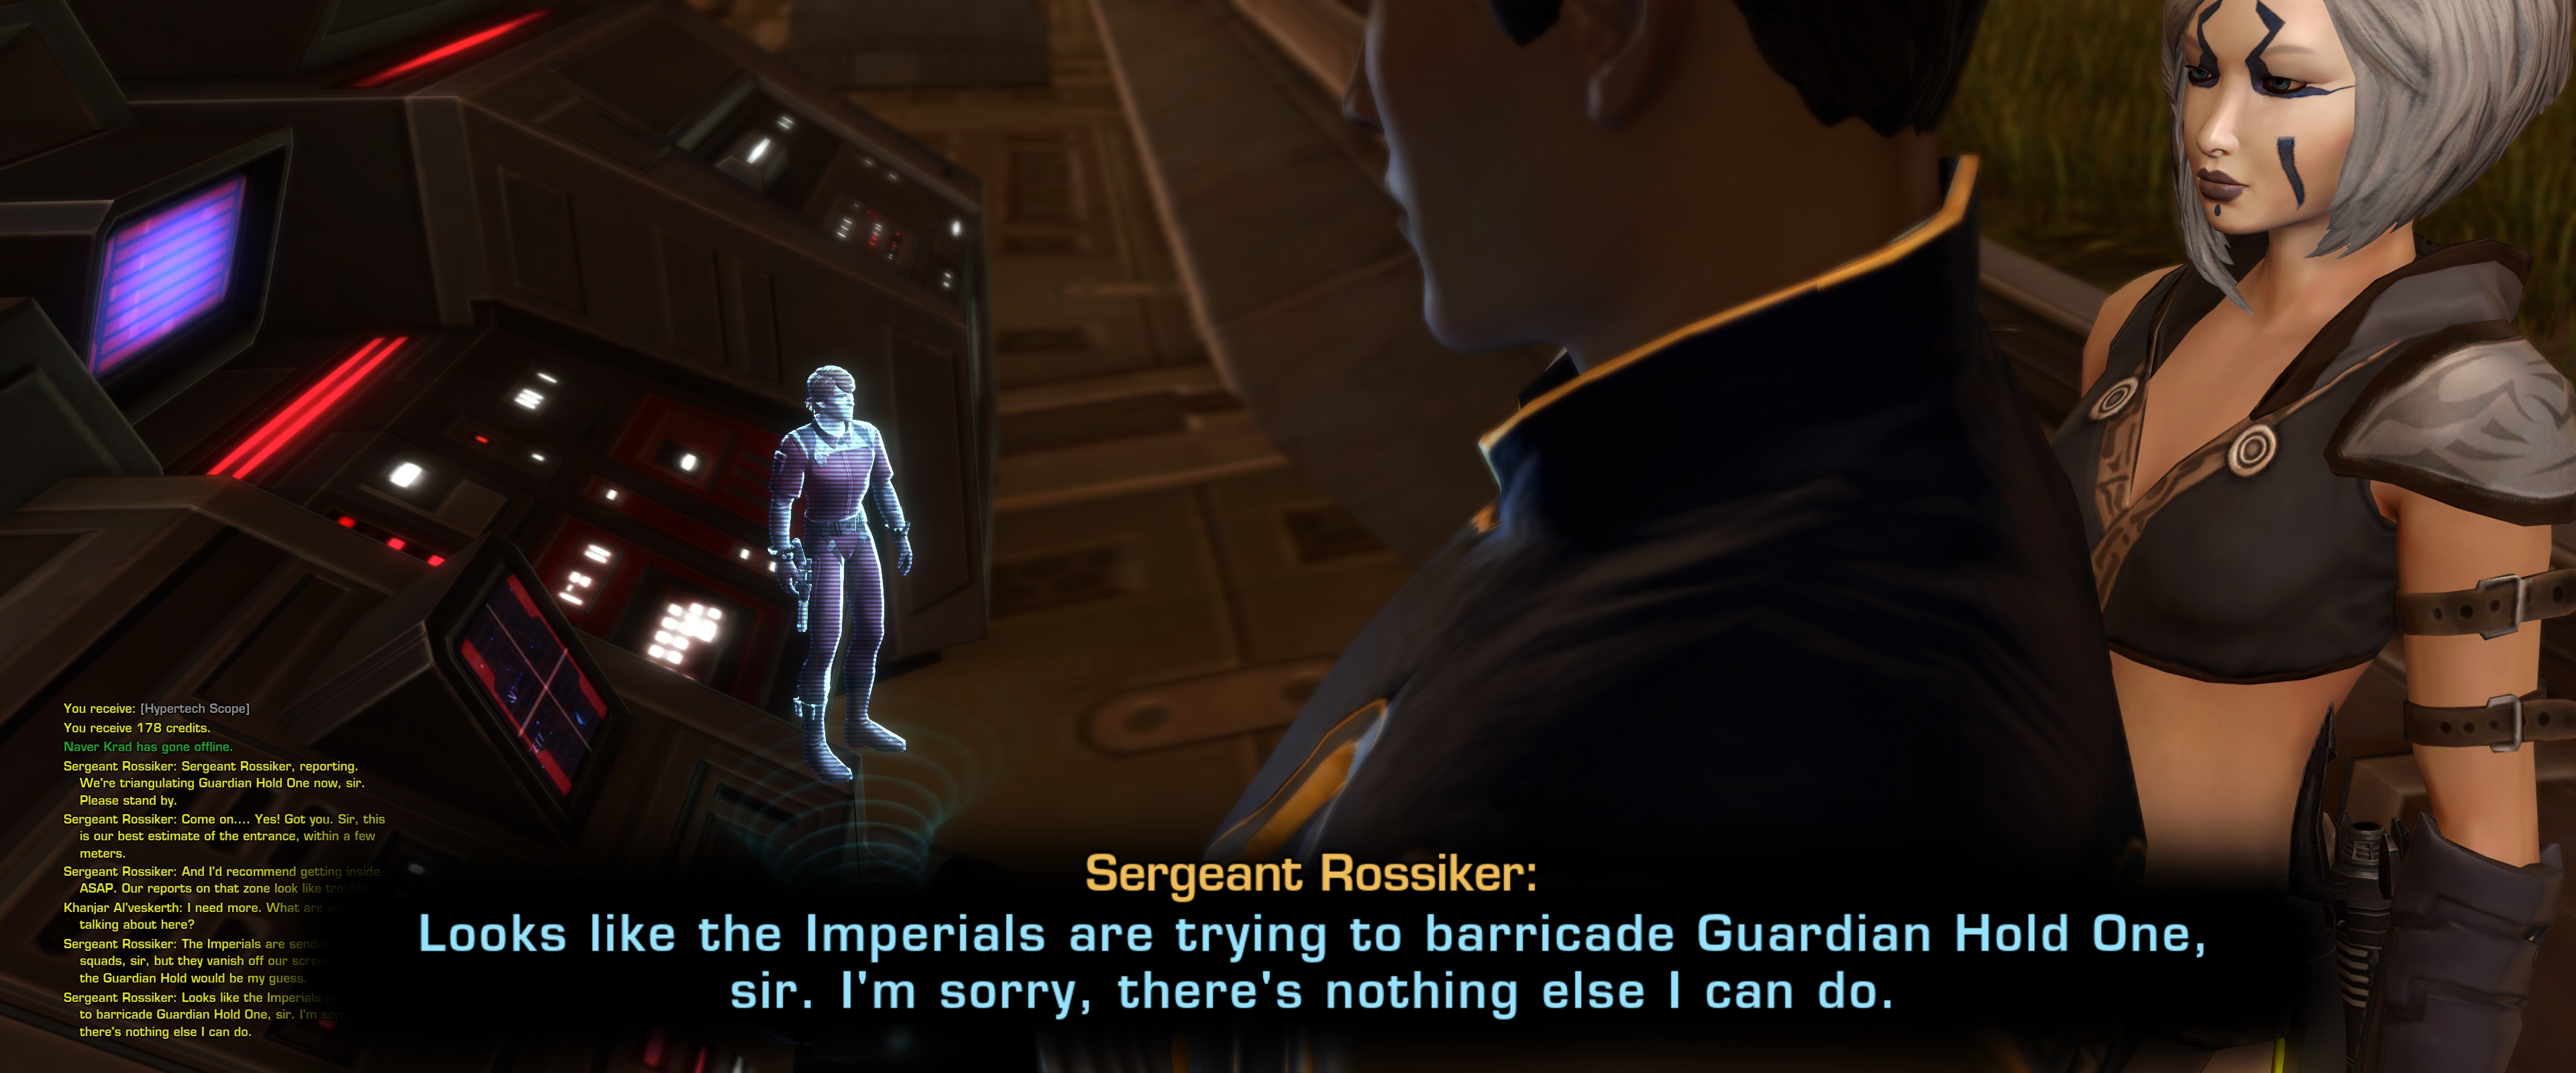 You receive: [Hypertech Scope]
You receive 178 credits.
Naver Krad has gone offline.
Sergeant Rossiker: Sergeant Rossiker, reporting.
We're triangulating Guardian Hold One now, sir.
Please stand by.
Sergeant Rossiker: Come on.... Yes! Got you. Sir, this
is our best estimate of the entrance, within a few
meters.
Sergeant Rossiker: And I'd recommend getting inside
ASAP. Our reports on that zone look like trouble
Khanjar Al'veskerth: I need more. What are
talking about here?
Sergeant Rossiker: The Imperials are sending
squads, sir, but they vanish off our
the Guardian Hold would be my guess.
Sergeant Rossiker: Looks like the Imperials
to barricade Guardian Hold One, sir. I'm sorry,
there's nothing else I can do.
Sergeant Rossiker:
Looks like the Imperials are trying to barricade Guardian Hold One,
sir. I'm sorry, there's nothing else I can do.